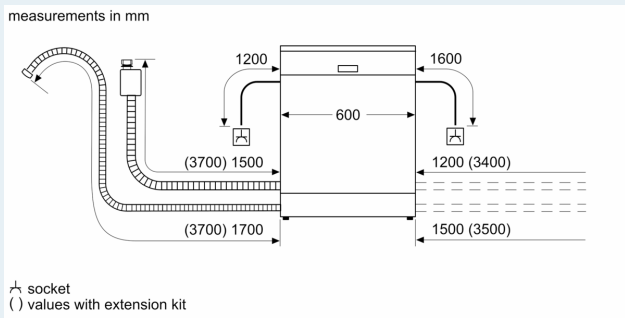 measurements in mm
1200
1600
600
(3700) 1500
1200 (3400)
(3700) 1700
1500 (3500)
socket
( ) values with extension kit